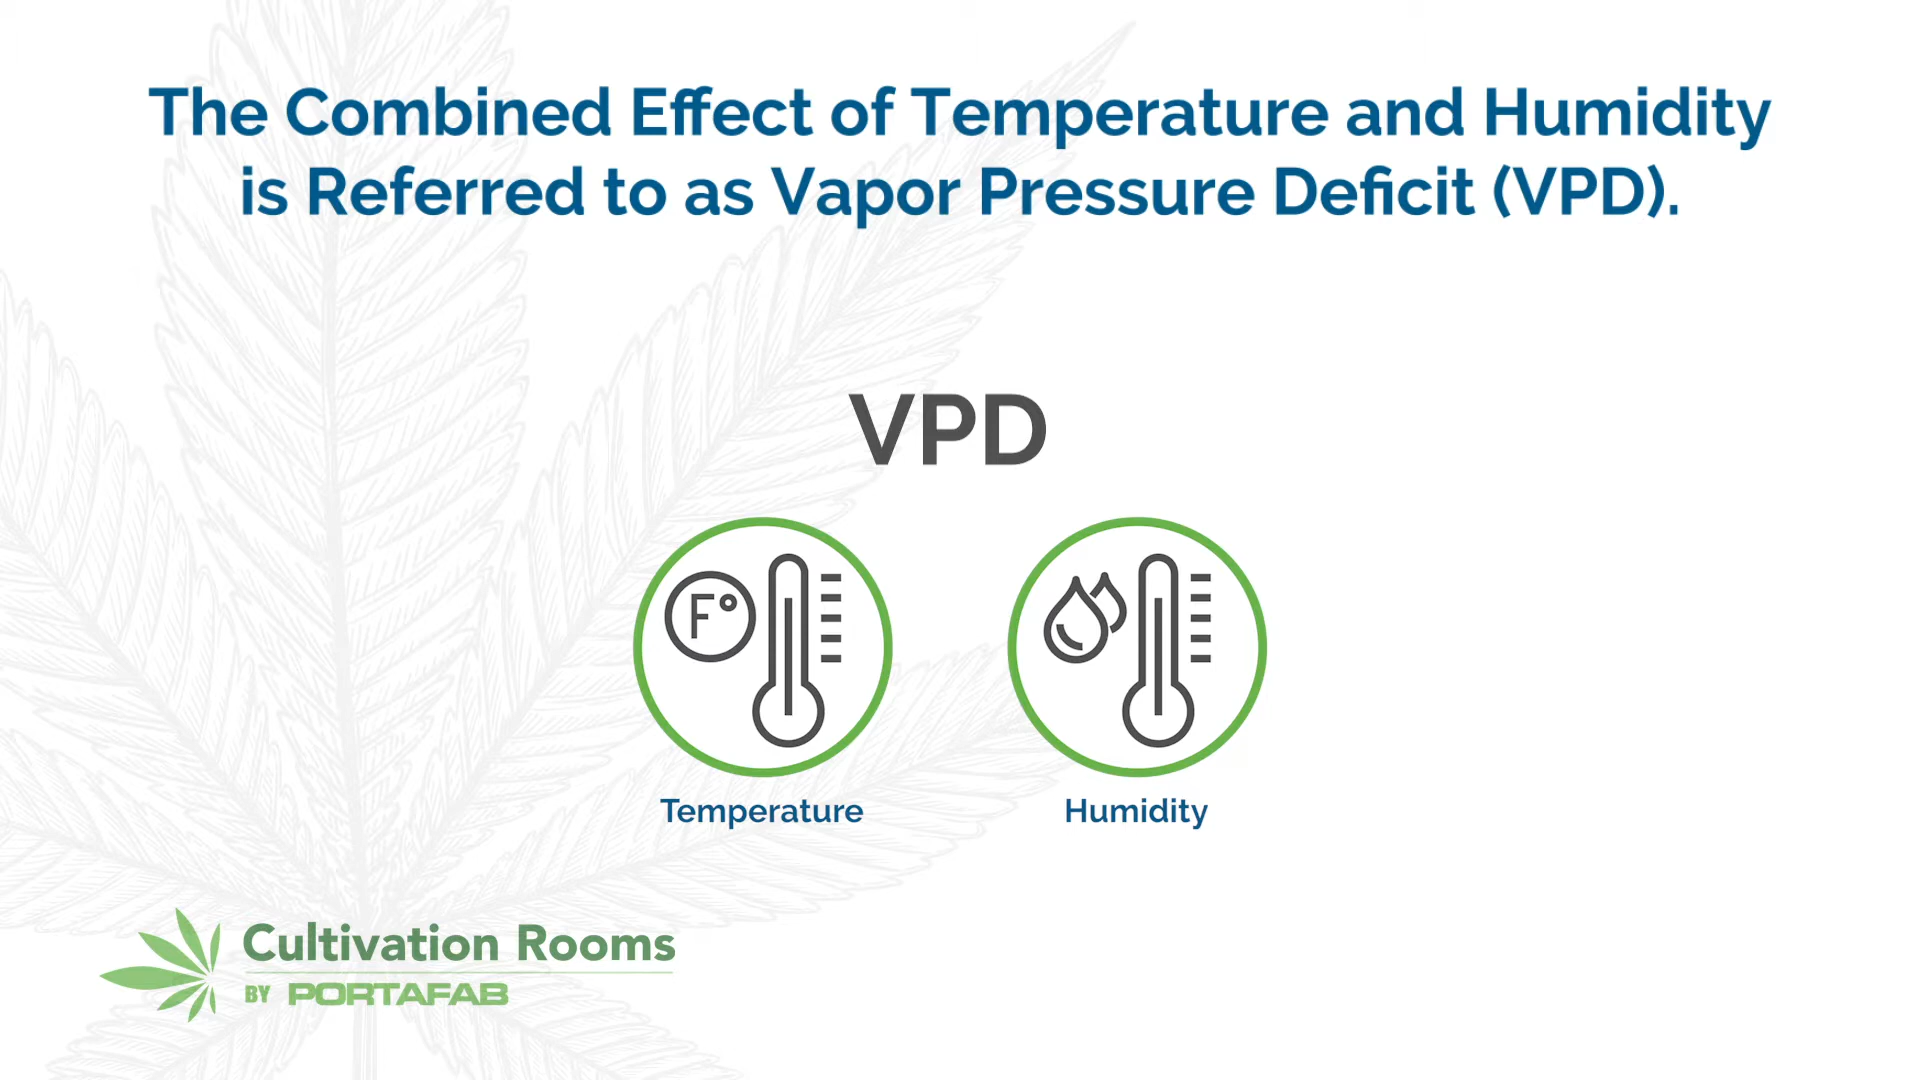 The Combined Effect of Temperature and Humidity
is Referred to as Vapor Pressure Deficit (VPD).
VPD
F°
Temperature
Humidity
Cultivation Rooms
BY PORTAFAB